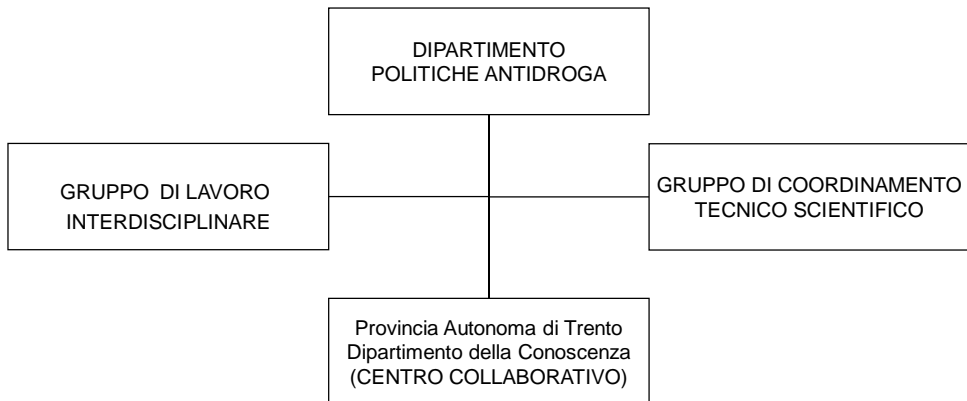 DIPARTIMENTO
POLITICHE ANTIDROGA
GRUPPO DI LAVORO
INTERDISCIPLINARE
GRUPPO DI COORDINAMENTO
TECNICO SCIENTIFICO
Provincia Autonoma di Trento
Dipartimento della Conoscenza
(CENTRO COLLABORATIVO)